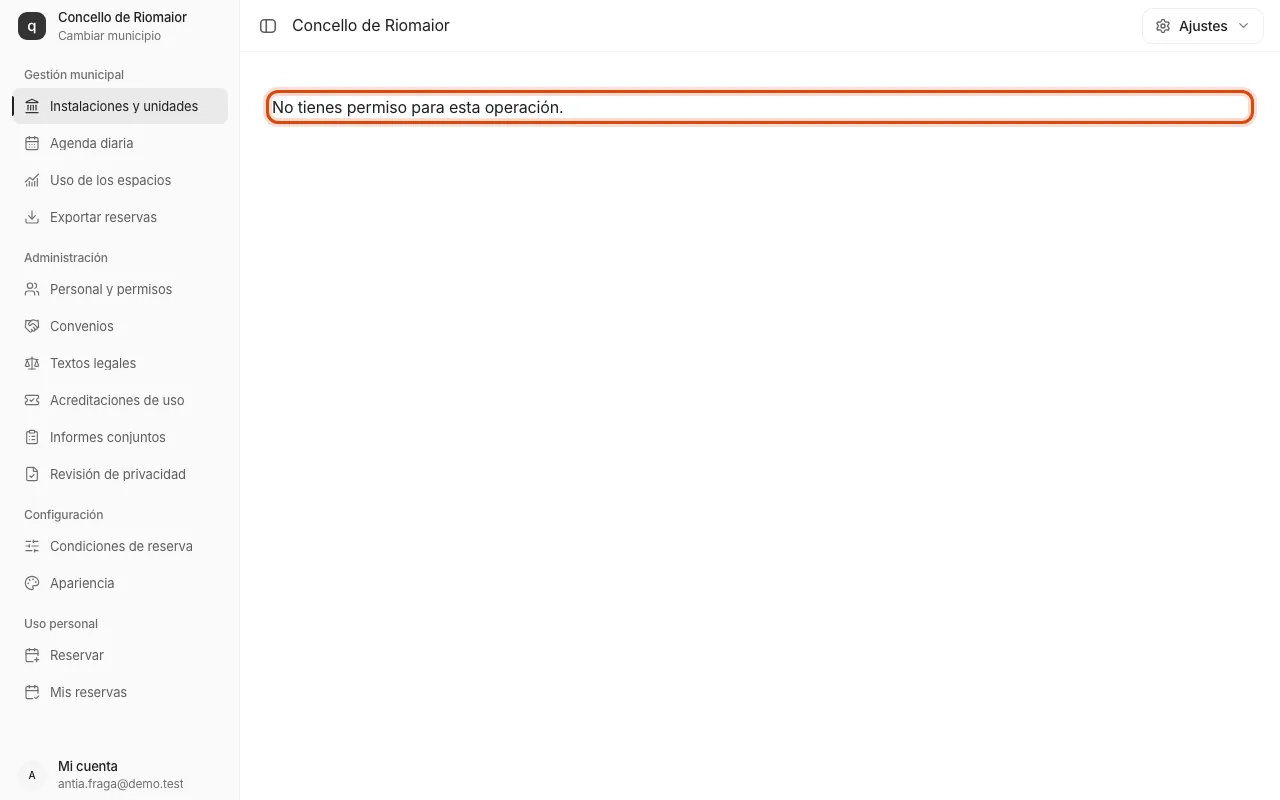 q
Concello de Riomaior
Cambiar municipio
Gestión municipal
Instalaciones y unidades
Agenda diaria
Uso de los espacios
Exportar reservas
Administración
Personal y permisos
Convenios
Textos legales
Acreditaciones de uso
Informes conjuntos
Revisión de privacidad
Configuración
Condiciones de reserva
Apariencia
Uso personal
Reservar
Mis reservas
A
Mi cuenta
antia.fraga@demo.test
Concello de Riomaior
Ajustes
No tienes permiso para esta operación.